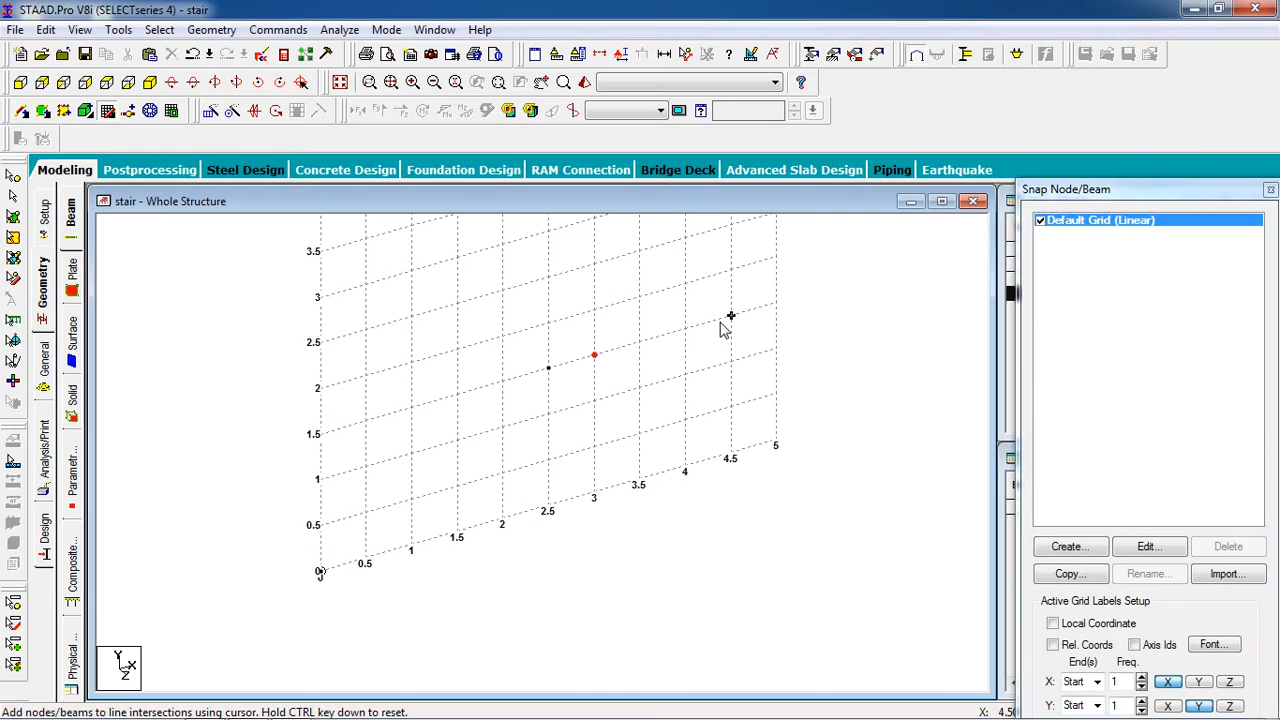 STAAD.Pro V8i (SELECTseries 4) - stair
File Edit View Tools Select Geometry Commands Analyze Mode Window Help
Modeling Postprocessing Steel Design Concrete Design Foundation Design RAM Connection Bridge Deck Advanced Slab Design Piping Earthquake
Setup
Geometry
General
Analysis/Print
Design
Beam
Plate
Surface
Solid
Parametr...
Composite...
Physical ...
stair - Whole Structure
3.5
3
2.5
2
1.5
1
0.5
0
0.5
1
1.5
2
2.5
3
3.5
4
4.5
5
Y
X
Z
Snap Node/Beam
Default Grid (Linear)
Create... Edit... Delete
Copy... Rename... Import...
Active Grid Labels Setup
Local Coordinate
Rel. Coords Axis Ids Font...
End(s) Freq.
X: Start 1 X Y Z
Y: Start 1 X Y Z
Add nodes/beams to line intersections using cursor. Hold CTRL key down to reset.